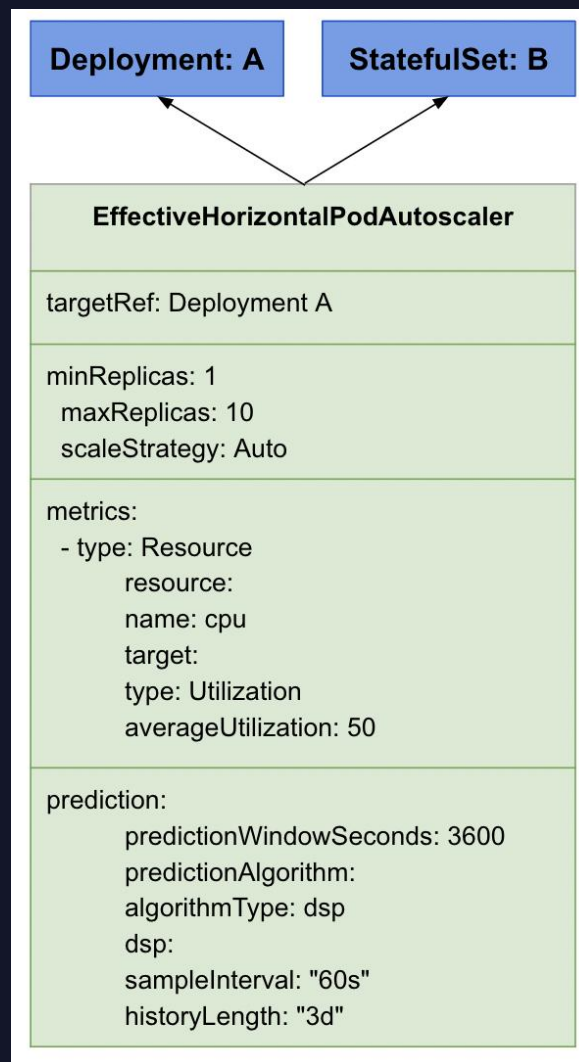 Deployment: A
StatefulSet: B
EffectiveHorizontalPodAutoscaler
targetRef: Deployment A
minReplicas: 1
maxReplicas: 10
scaleStrategy: Auto
metrics:
- type: Resource
resource:
name: cpu
target:
type: Utilization
averageUtilization: 50
prediction:
predictionWindowSeconds: 3600
predictionAlgorithm:
algorithmType: dsp
dsp:
sampleInterval: "60s"
historyLength: "3d"